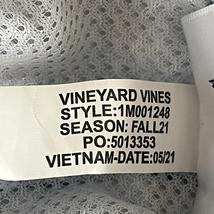 VINEYARD VINES
STYLE:1M001248
SEASON: FALL21
PO:5013353
VIETNAM-DATE:05/21